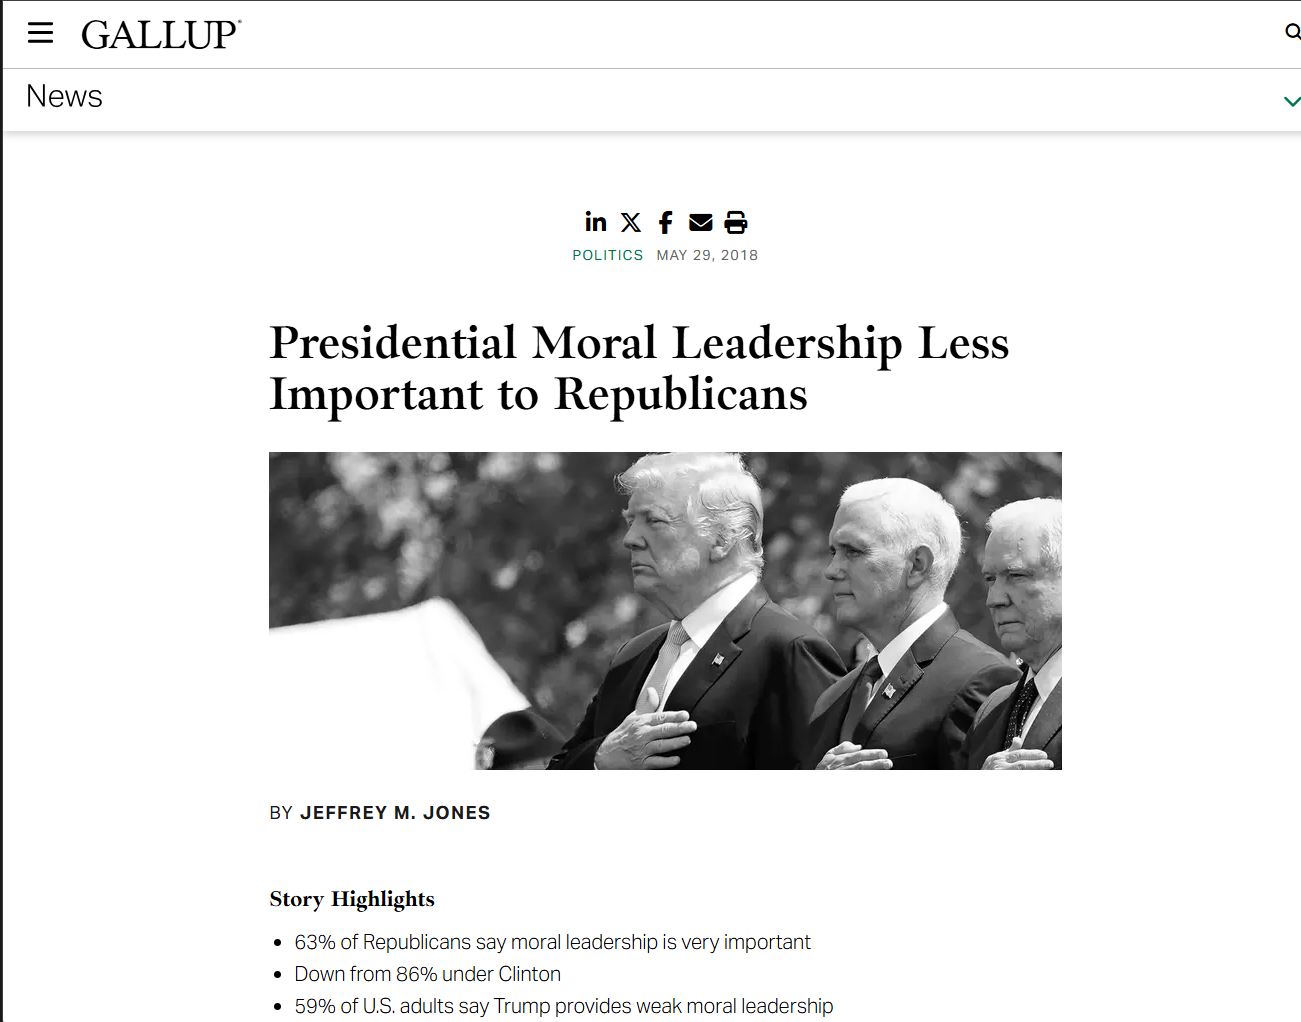 GALLUP®
News
POLITICS MAY 29, 2018
Presidential Moral Leadership Less
Important to Republicans
BY JEFFREY M. JONES
Story Highlights
• 63% of Republicans say moral leadership is very important
• Down from 86% under Clinton
• 59% of U.S. adults say Trump provides weak moral leadership